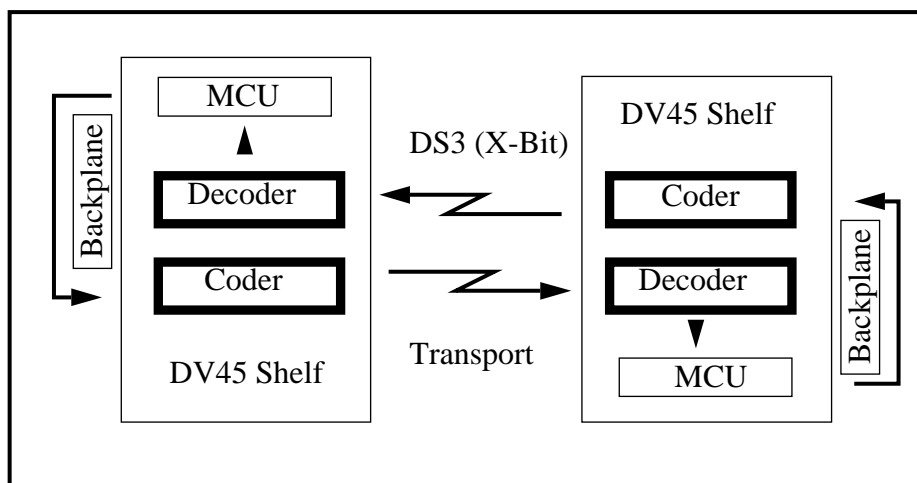 MCU
Decoder
Coder
DV45 Shelf
Backplane
DS3 (X-Bit)
Transport
DV45 Shelf
Coder
Decoder
MCU
Backplane